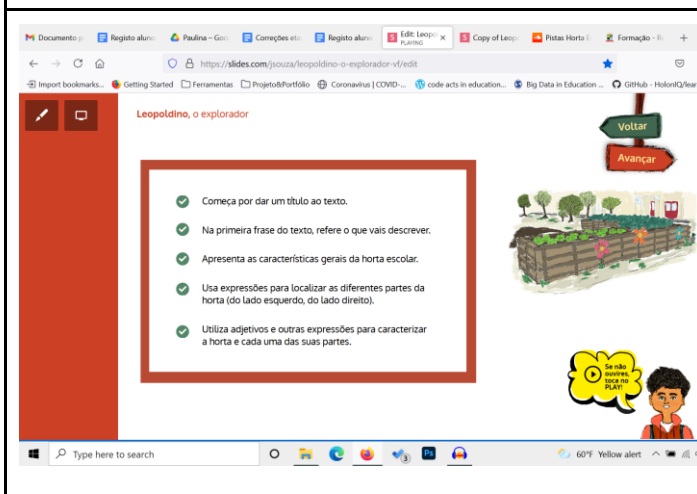 Documento p
Registo aluno
Paulina – Goo
Correções eto
Registo aluno
Edit: Leopol
PLAYING
Copy of Leop
Pistas Horta
Formação -
https://slides.com/jsouza/leopoldino-o-explorador-vf/edit
Import bookmarks...
Getting Started
Ferramentas
Projeto&Portfólio
Coronavirus | COVID-...
code acts in education...
Big Data in Education ...
GitHub - HolonIQ/lear
Leopoldino, o explorador
Voltar
Avançar
Começa por dar um título ao texto.
Na primeira frase do texto, refere o que vais descrever.
Apresenta as características gerais da horta escolar.
Usa expressões para localizar as diferentes partes da
horta (do lado esquerdo, do lado direito).
Utiliza adjetivos e outras expressões para caracterizar
a horta e cada uma das suas partes.
Se não
ouvires,
toca no
PLAY!
Type here to search
3
Ps
60°F Yellow alert